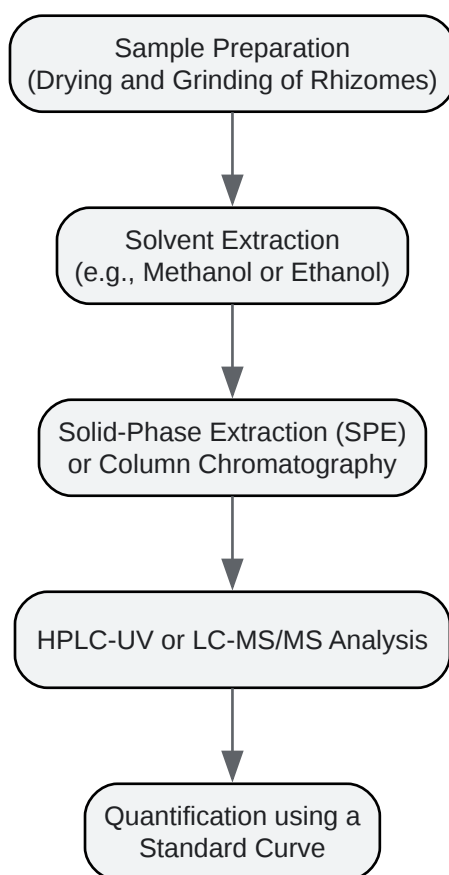 Sample Preparation
(Drying and Grinding of Rhizomes)
Solvent Extraction
(e.g., Methanol or Ethanol)
Solid-Phase Extraction (SPE)
or Column Chromatography
HPLC-UV or LC-MS/MS Analysis
Quantification using a
Standard Curve